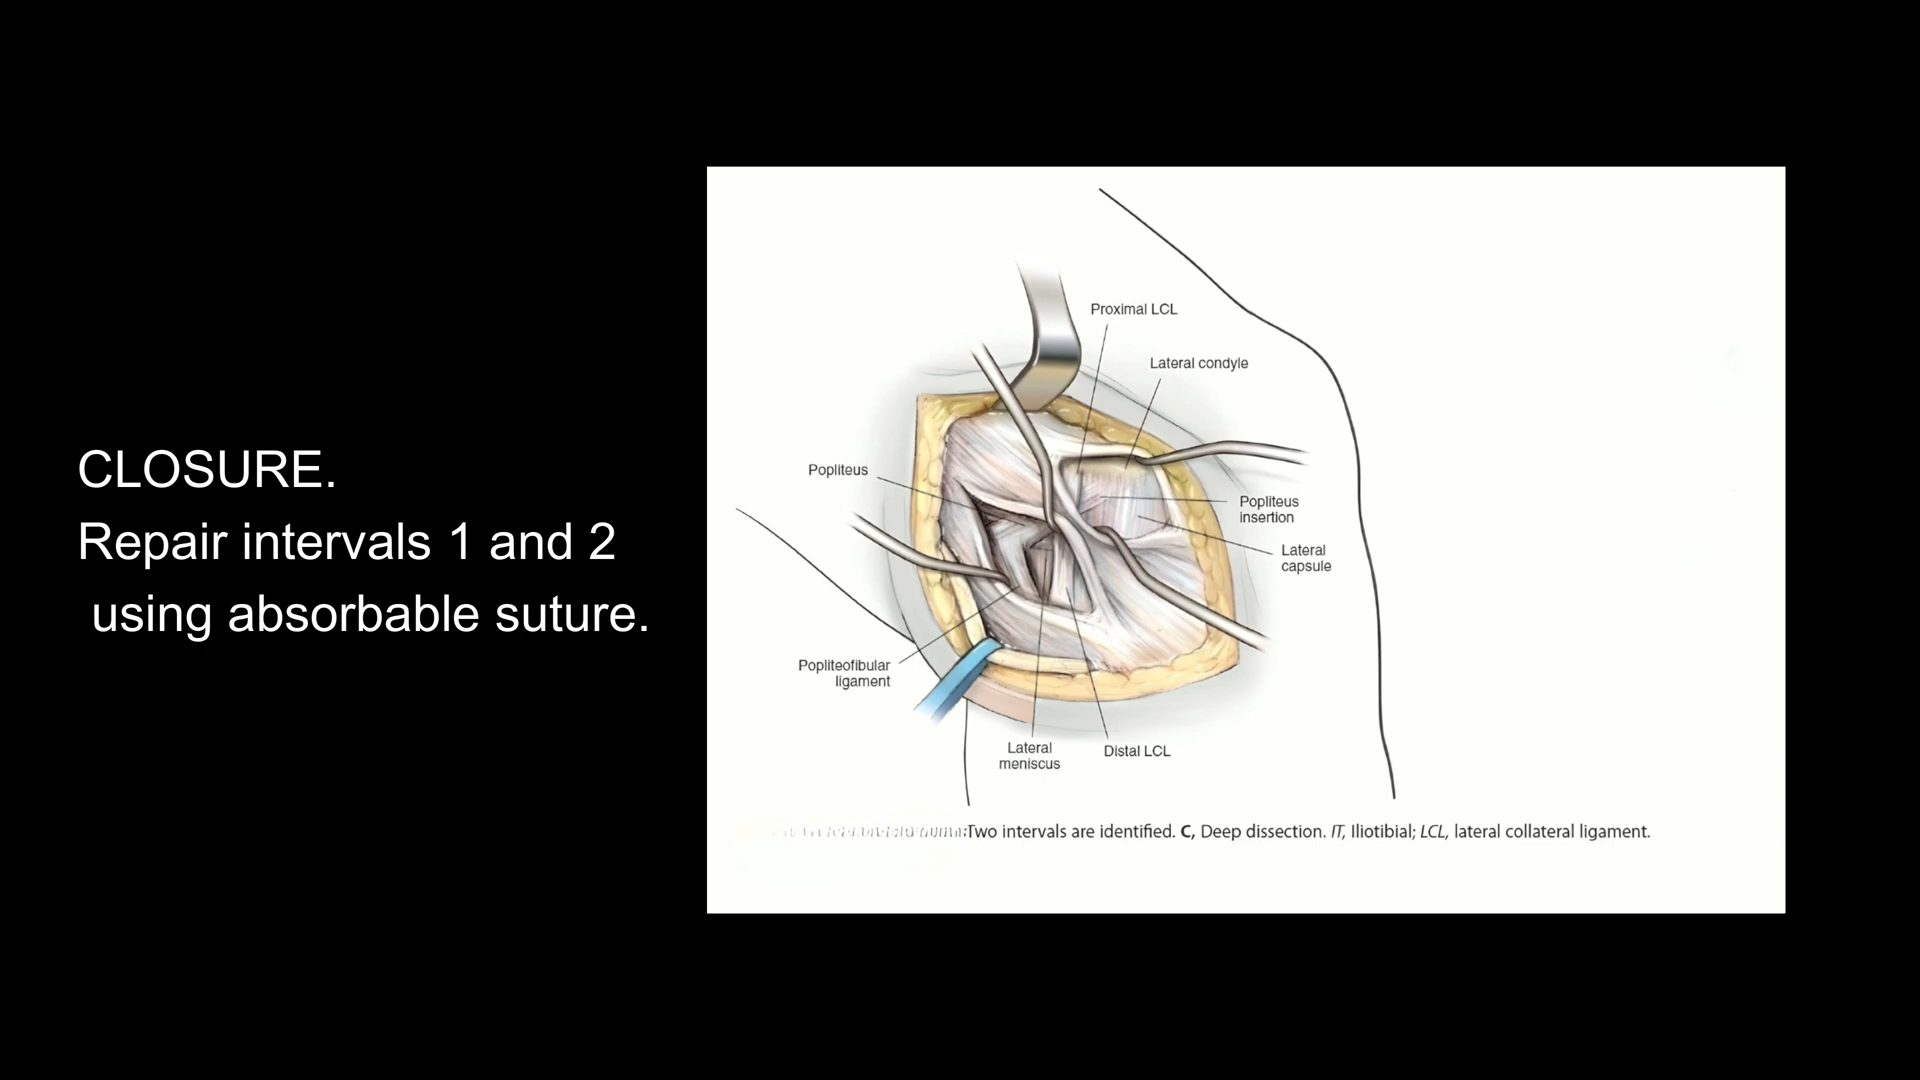 CLOSURE.
Repair intervals 1 and 2
using absorbable suture.
Proximal LCL
Lateral condyle
Popliteus
Popliteus
insertion
Lateral
capsule
Popliteofibular
ligament
Lateral
meniscus
Distal LCL
Two intervals are identified. C, Deep dissection. IT, Iliotibial; LCL, lateral collateral ligament.